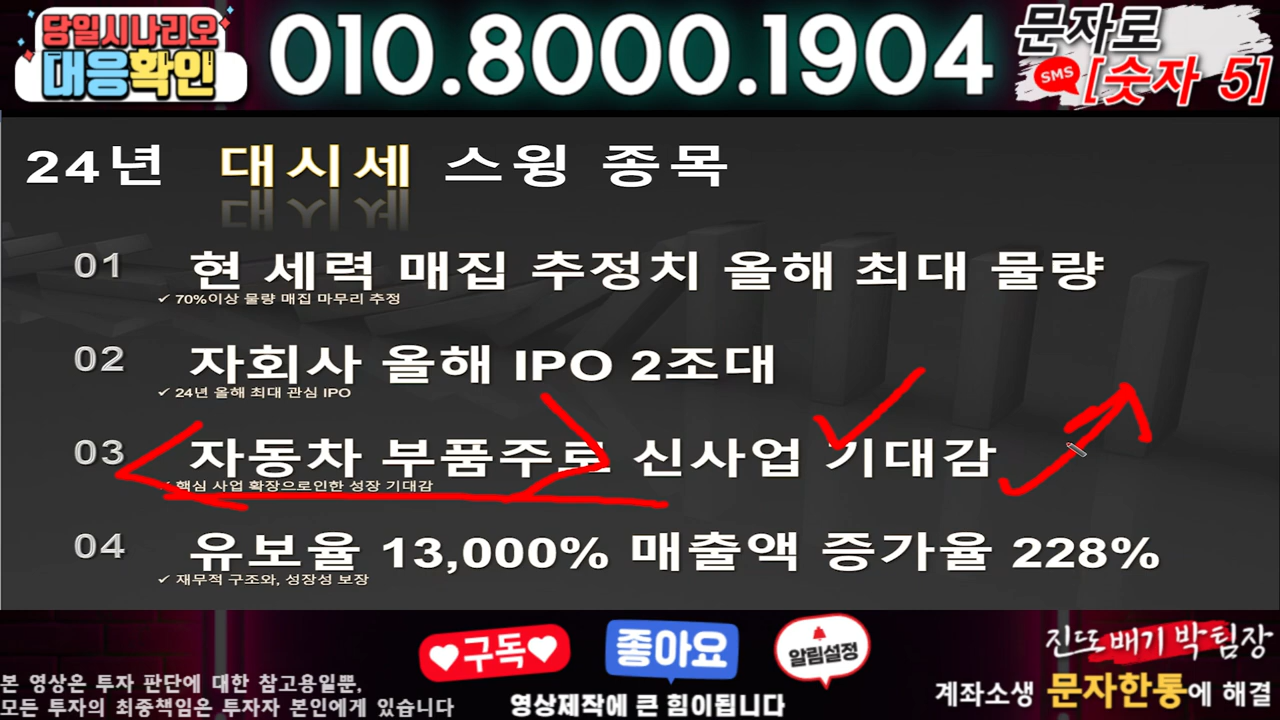 당일시나리오
대응확인
010.8000.1904
문자로
SMS [숫자 5]
24년 대시세 스윙 종목
01 현 세력 매집 추정치 올해 최대 물량
✓ 70%이상 물량 매집 마무리 추정
02 자회사 올해 IPO 2조대
✓ 24년 올해 최대 관심 IPO
03 자동차 부품주로 신사업 기대감
✓ 핵심 사업 확장으로인한 성장 기대감
04 유보율 13,000% 매출액 증가율 228%
✓ 재무적 구조와, 성장성 보장
구독
좋아요
알림설정
영상제작에 큰 힘이됩니다
본 영상은 투자 판단에 대한 참고용일뿐,
모든 투자의 최종책임은 투자자 본인에게 있습니다
진또배기 박팀장
계좌소생 문자한통에 해결